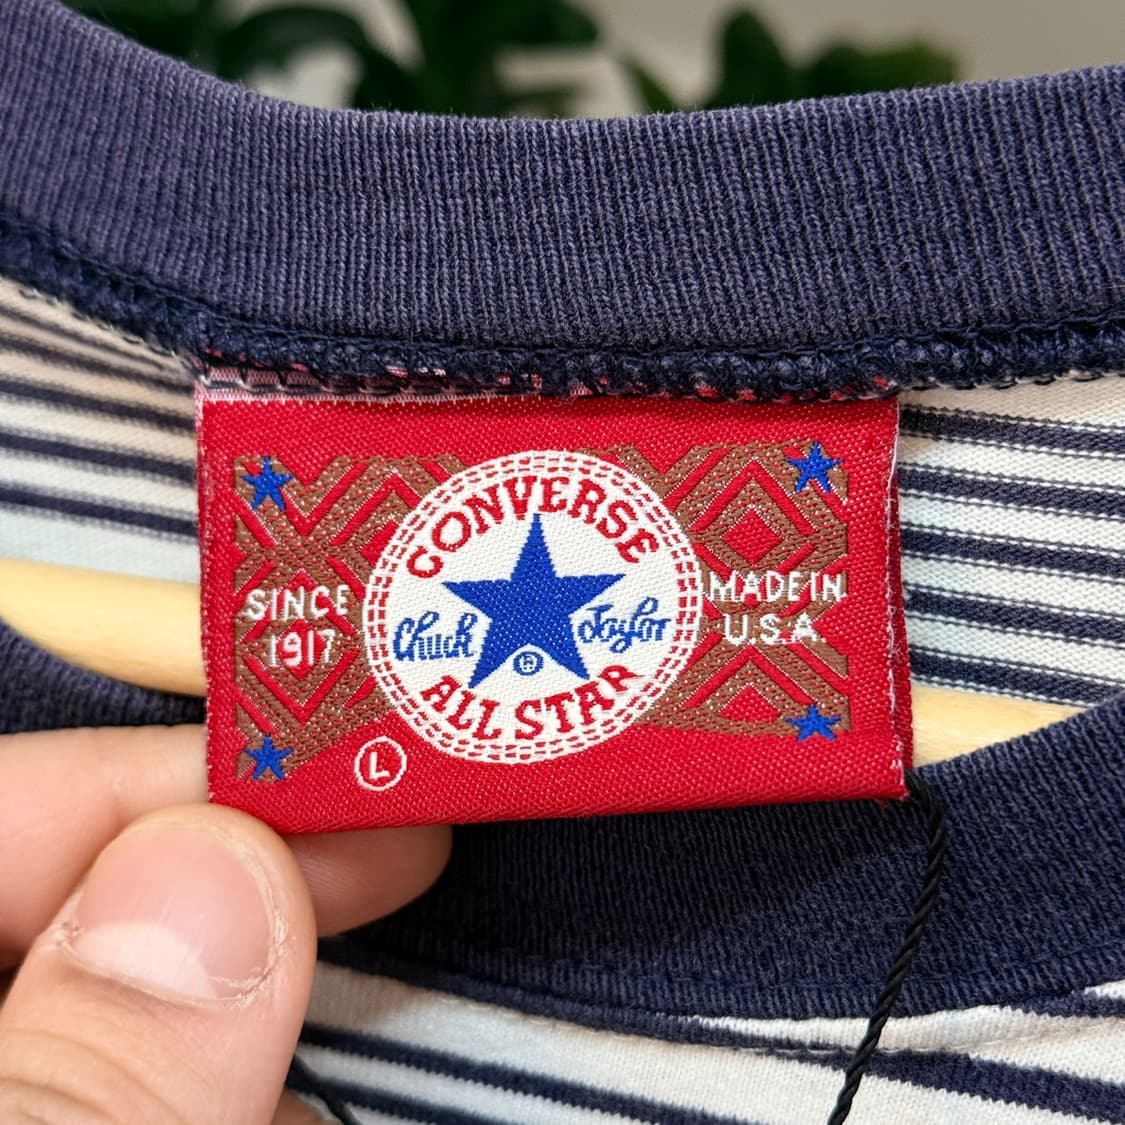 CONVERSE
SINCE
1917
Chuck Taylor
®
MADE IN
U.S.A.
ALL STAR
L